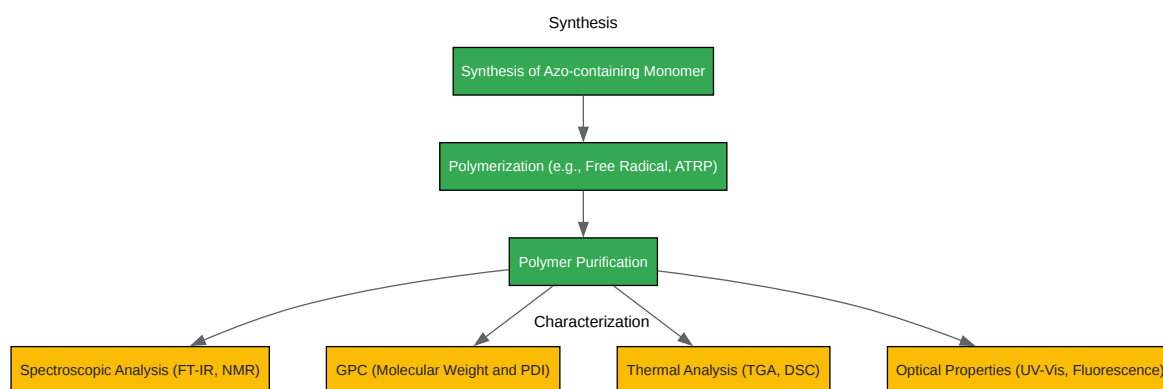 Synthesis
Synthesis of Azo-containing Monomer
Polymerization (e.g., Free Radical, ATRP)
Polymer Purification
Characterization
Spectroscopic Analysis (FT-IR, NMR)
GPC (Molecular Weight and PDI)
Thermal Analysis (TGA, DSC)
Optical Properties (UV-Vis, Fluorescence)